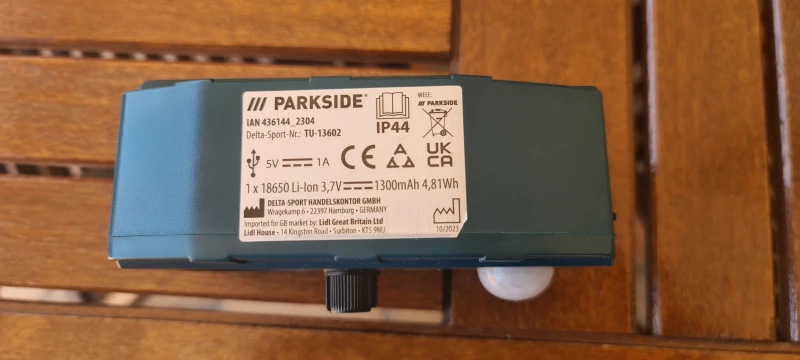 /// PARKSIDE®
IAN 436144_2304
Delta-Sport-Nr.: TU-13602
IP44
WEEE:
/// PARKSIDE
5V 1A
CE
UK
CA
1 x 18650 Li-Ion 3,7V 1300mAh 4,81Wh
DELTA-SPORT HANDELSKONTOR GMBH
Wragekamp 6 • 22397 Hamburg • GERMANY
Imported for GB market by: Lidl Great Britain Ltd
Lidl House • 14 Kingston Road • Surbiton • KT5 9NU
10/2023